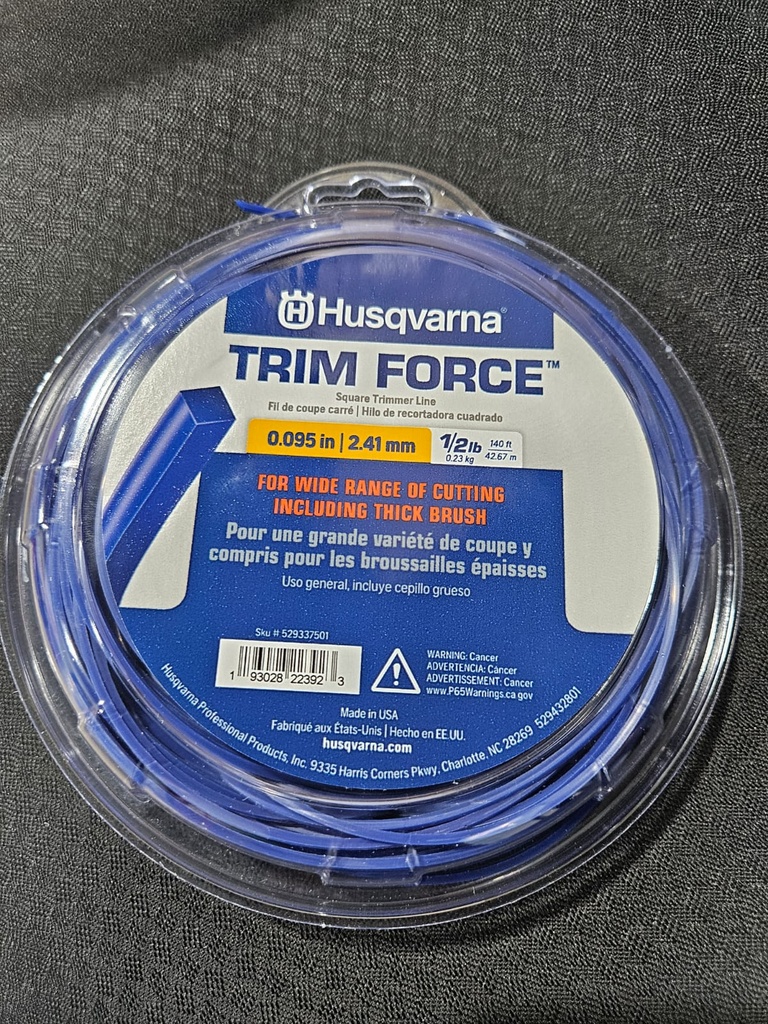 H Husqvarna®
TRIM FORCE™
Square Trimmer Line
Fil de coupe carré | Hilo de recortadora cuadrado
0.095 in | 2.41 mm
1/2 lb 140 ft
0.23 kg 42.67 m
FOR WIDE RANGE OF CUTTING
INCLUDING THICK BRUSH
Pour une grande variété de coupe y
compris pour les broussailles épaisses
Uso general, incluye cepillo grueso
Sku # 529337501
1 93028 22392 3
WARNING: Cancer
ADVERTENCIA: Cáncer
ADVERTISSEMENT: Cancer
www.P65Warnings.ca.gov
Made in USA
Fabriqué aux États-Unis | Hecho en EE.UU.
husqvarna.com
Husqvarna Professional Products, Inc. 9335 Harris Corners Pkwy, Charlotte, NC 28269 529432801